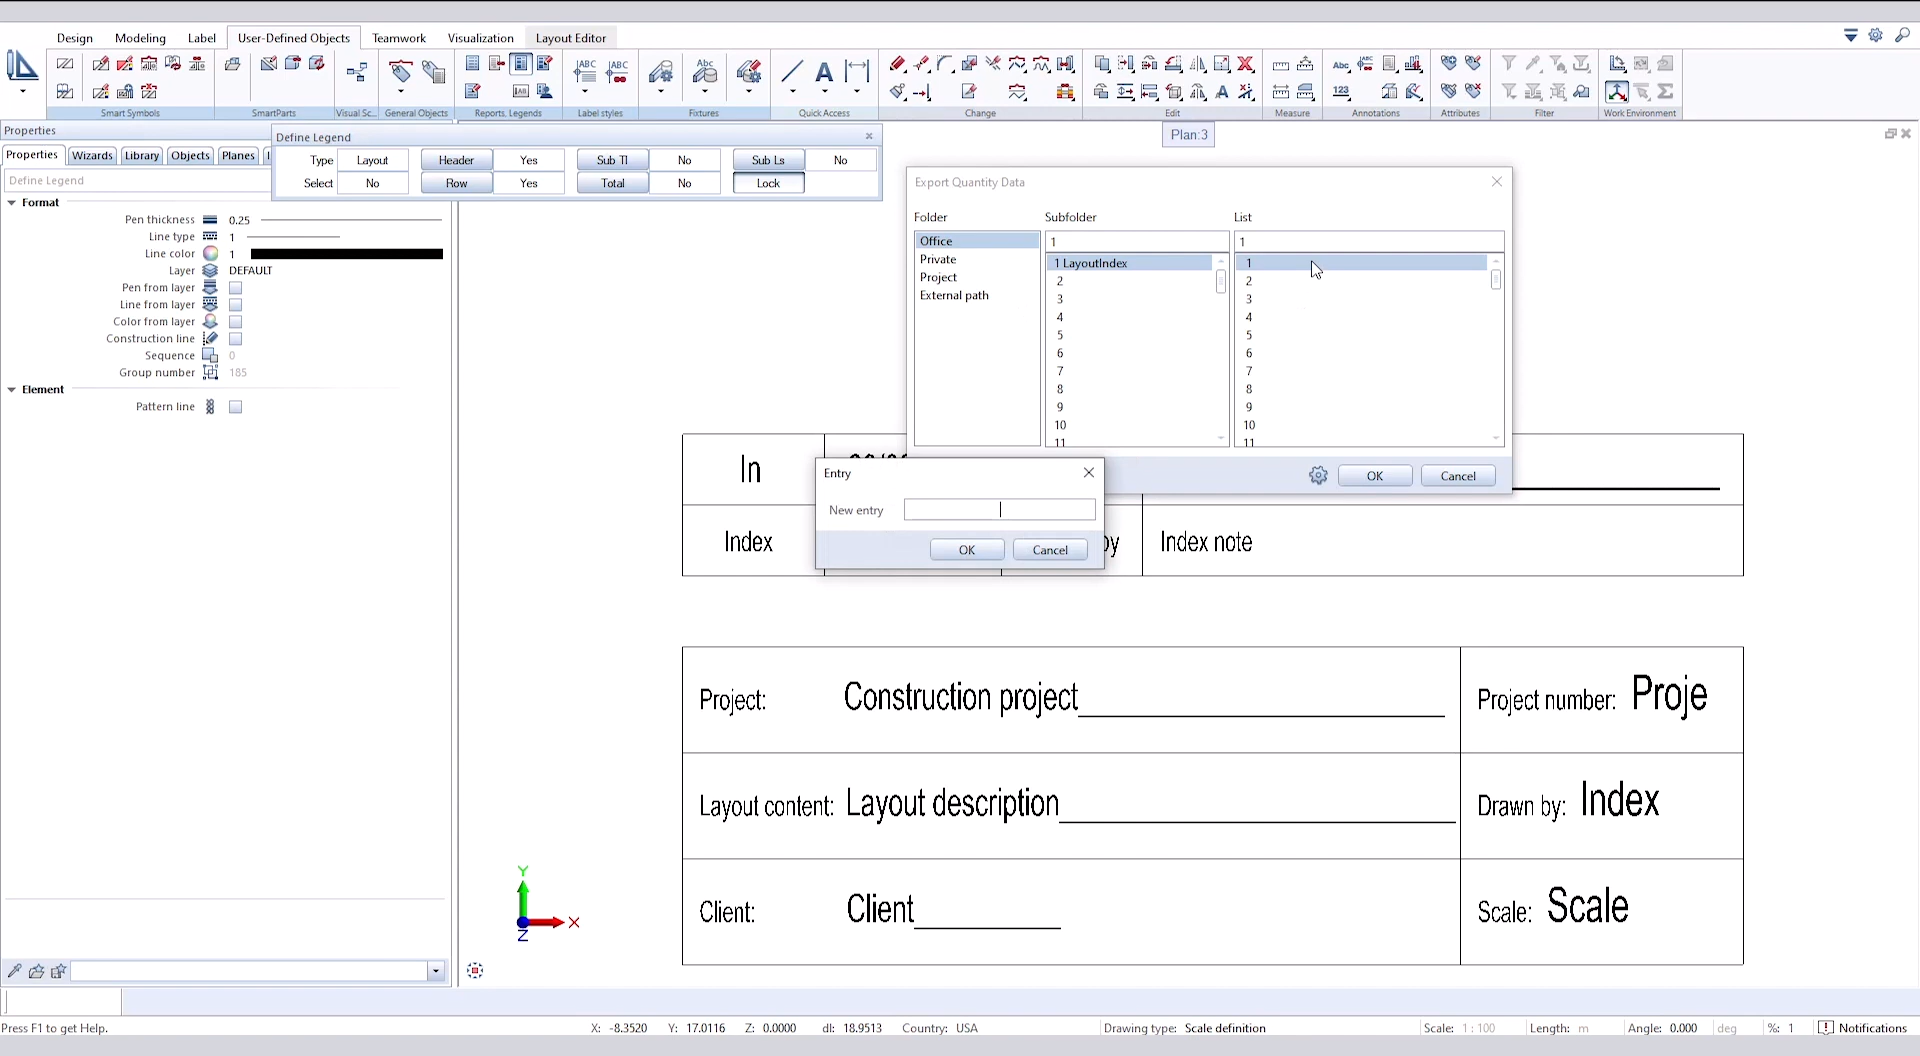 Design Modeling Label User-Defined Objects Teamwork Visualization Layout Editor
Smart Symbols SmartParts Visual Sc... General Objects Reports, Legends Label styles Fixtures Quick Access Change Edit Measure Annotations Attributes Filter Work Environment
Properties
Plan:3
Properties Wizards Library Objects Planes
Define Legend
Define Legend
Type Layout Header Yes Sub Tl No Sub Ls No
Select No Row Yes Total No Lock
Format
Pen thickness 0.25
Line type 1
Line color 1
Layer DEFAULT
Pen from layer
Line from layer
Color from layer
Construction line
Sequence 0
Group number 185
Element
Pattern line
Export Quantity Data
Folder Subfolder List
Office 1 1
Private 1 LayoutIndex 1
Project 2 2
External path 3 3
4 4
5 5
6 6
7 7
8 8
9 9
10 10
11 11
OK Cancel
Entry
New entry
OK Cancel
In
Index by Index note
Project: Construction project Project number: Proje
Layout content: Layout description Drawn by: Index
Client: Client Scale: Scale
Y
X
Z
Press F1 to get Help. X: -8.3520 Y: 17.0116 Z: 0.0000 dl: 18.9513 Country: USA Drawing type: Scale definition Scale: 1 : 100 Length: m Angle: 0.000 deg %: 1 Notifications